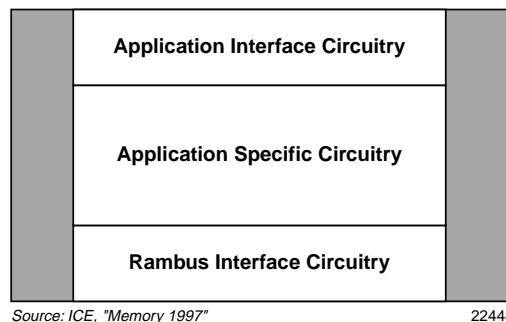 Application Interface Circuitry
Application Specific Circuitry
Rambus Interface Circuitry
Source: ICE, "Memory 1997"